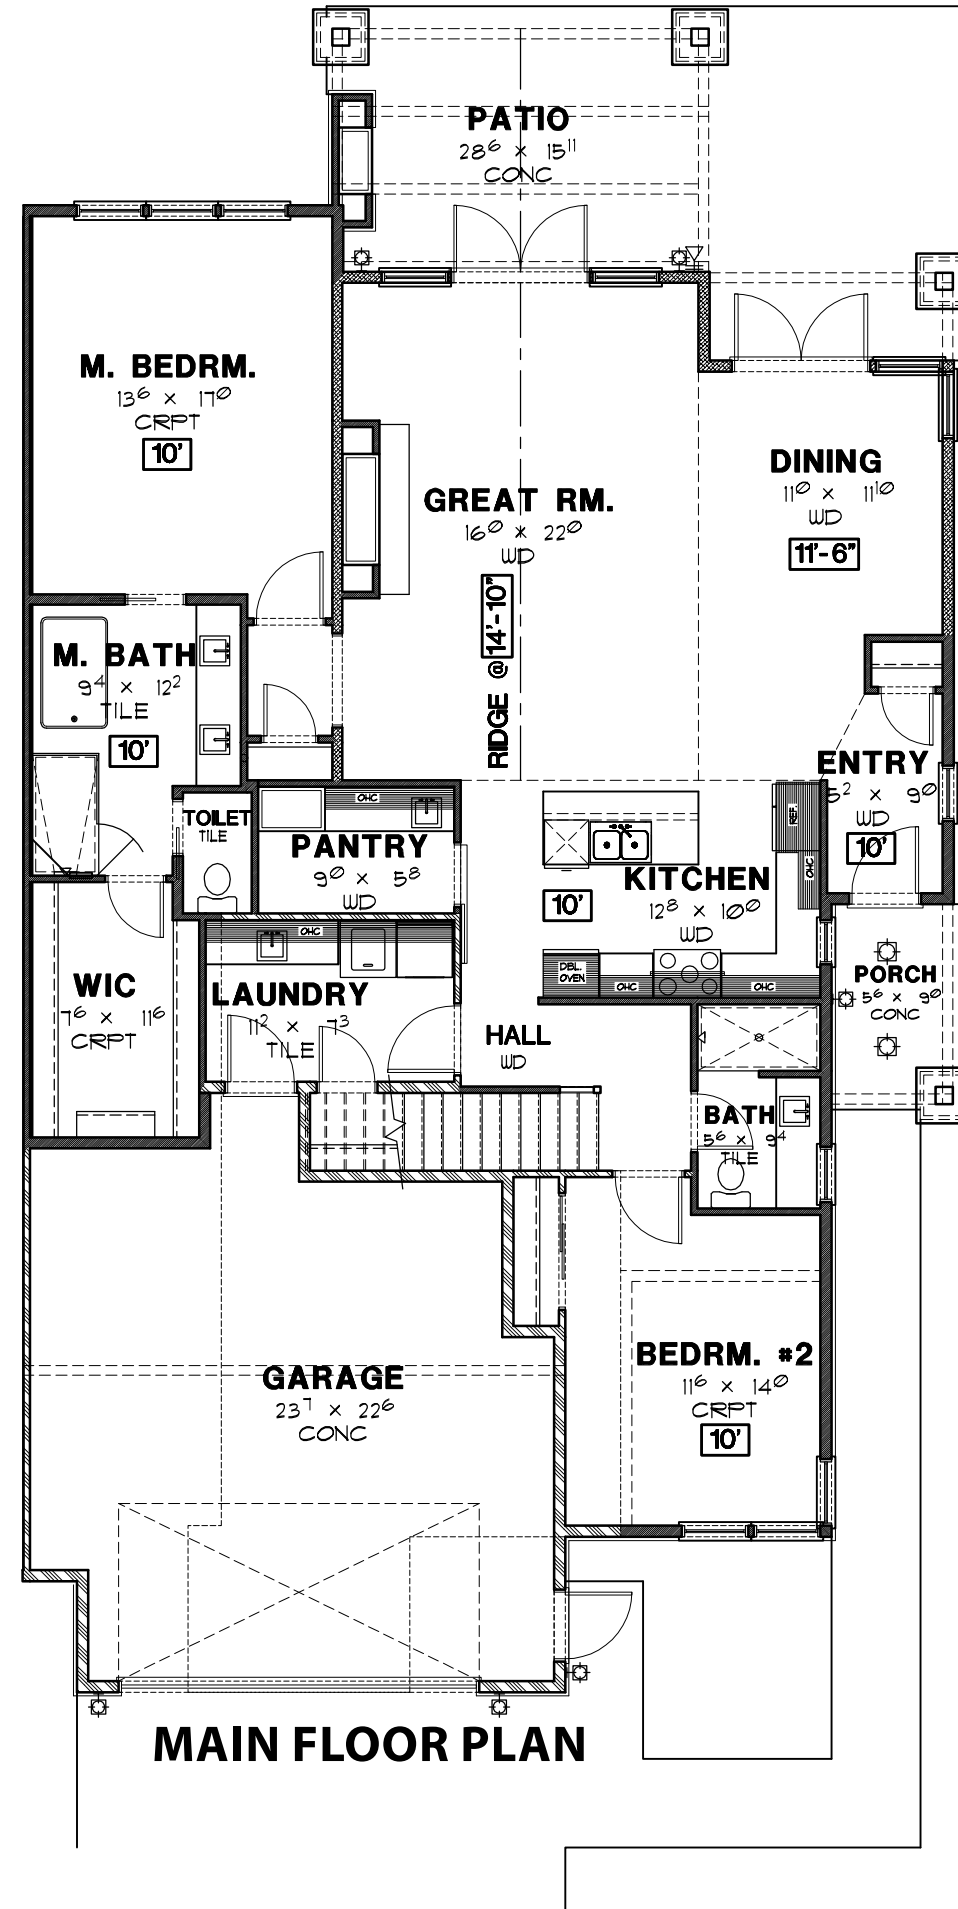 PATIO
28⁶ × 15¹¹
CONC
M. BEDRM.
13⁶ × 17⁰
CRPT
10'
GREAT RM.
16⁰ × 22⁰
WD
RIDGE @ 14'-10"
DINING
11⁰ × 11¹⁰
WD
11'-6"
M. BATH
9⁴ × 12²
TILE
10'
TOILET
TILE
OHC
PANTRY
9⁰ × 5⁸
WD
REF.
OHC
KITCHEN
12⁸ × 10⁰
WD
10'
DBL.
OVEN
OHC
OHC
ENTRY
5² × 9⁰
WD
10'
PORCH
5⁶ × 9⁰
CONC
WIC
7⁶ × 11⁶
CRPT
OHC
LAUNDRY
11² × 7³
TILE
HALL
WD
BATH
5⁶ × 9⁴
TILE
BEDRM. #2
11⁶ × 14⁰
CRPT
10'
GARAGE
23⁷ × 22⁶
CONC
MAIN FLOOR PLAN